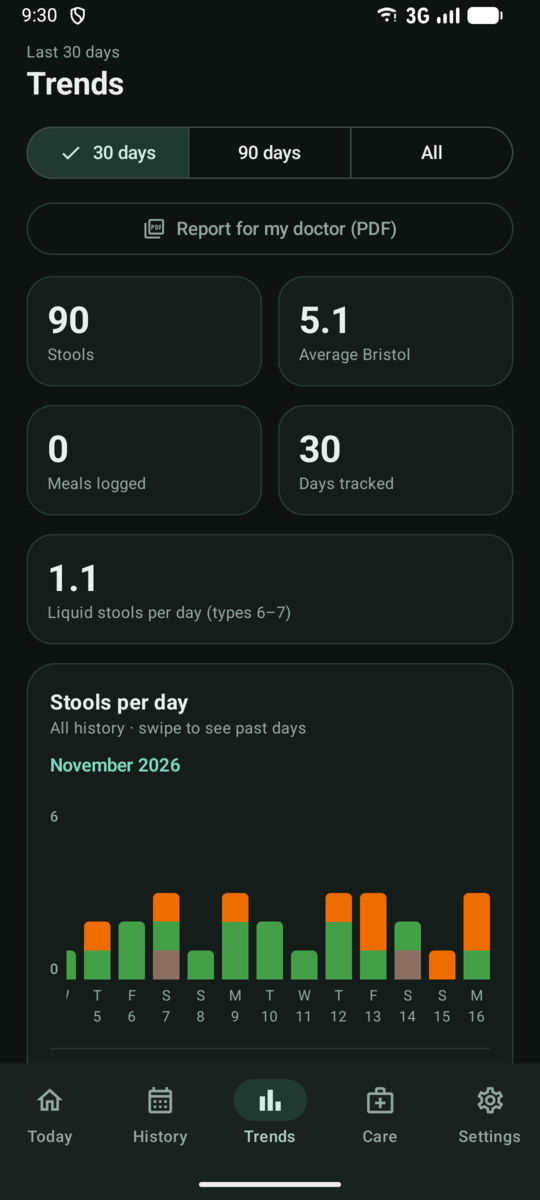 9:30
3G
Last 30 days
Trends
30 days
90 days
All
PDF
Report for my doctor (PDF)
90
Stools
5.1
Average Bristol
0
Meals logged
30
Days tracked
1.1
Liquid stools per day (types 6–7)
Stools per day
All history · swipe to see past days
November 2026
6
0
T F S S M T W T F S S M
5 6 7 8 9 10 11 12 13 14 15 16
Today
History
Trends
Care
Settings